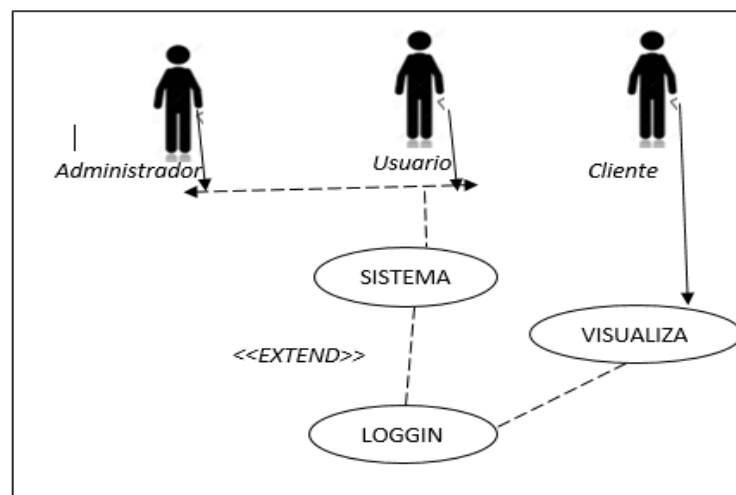 Administrador
Usuario
Cliente
SISTEMA
VISUALIZA
<<EXTEND>>
LOGGIN